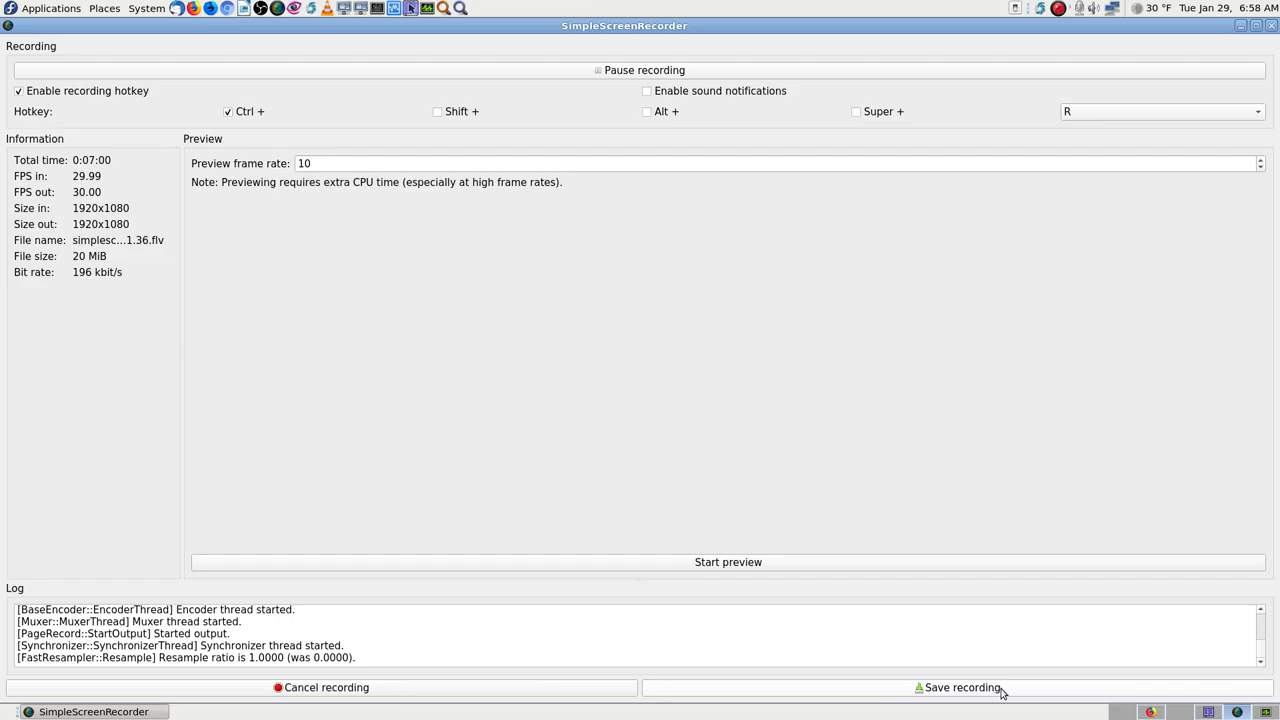 Applications Places System 30 °F Tue Jan 29, 6:58 AM
SimpleScreenRecorder
Recording
Pause recording
Enable recording hotkey Enable sound notifications
Hotkey: Ctrl + Shift + Alt + Super + R
Information
Total time: 0:07:00
FPS in: 29.99
FPS out: 30.00
Size in: 1920x1080
Size out: 1920x1080
File name: simplesc...1.36.flv
File size: 20 MiB
Bit rate: 196 kbit/s
Preview
Preview frame rate: 10
Note: Previewing requires extra CPU time (especially at high frame rates).
Start preview
Log
[BaseEncoder::EncoderThread] Encoder thread started.
[Muxer::MuxerThread] Muxer thread started.
[PageRecord::StartOutput] Started output.
[Synchronizer::SynchronizerThread] Synchronizer thread started.
[FastResampler::Resample] Resample ratio is 1.0000 (was 0.0000).
Cancel recording Save recording
SimpleScreenRecorder